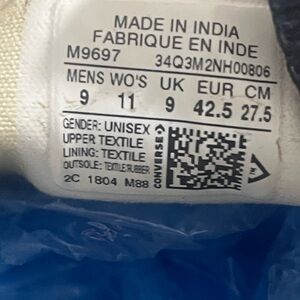 MADE IN INDIA
FABRIQUE EN INDE
M9697 34Q3M2NH00806
MENS WO'S UK EUR CM
9 11 9 42.5 27.5
GENDER: UNISEX
UPPER TEXTILE
LINING: TEXTILE
OUTSOLE: TEXTILE/RUBBER
2C 1804 M88
CONVERSE